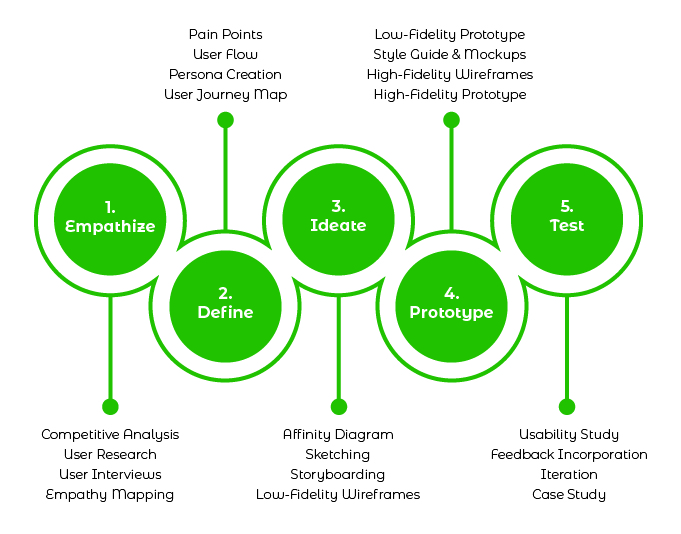 Pain Points
User Flow
Persona Creation
User Journey Map
Low-Fidelity Prototype
Style Guide & Mockups
High-Fidelity Wireframes
High-Fidelity Prototype
1.
Empathize
2.
Define
3.
Ideate
4.
Prototype
5.
Test
Competitive Analysis
User Research
User Interviews
Empathy Mapping
Affinity Diagram
Sketching
Storyboarding
Low-Fidelity Wireframes
Usability Study
Feedback Incorporation
Iteration
Case Study